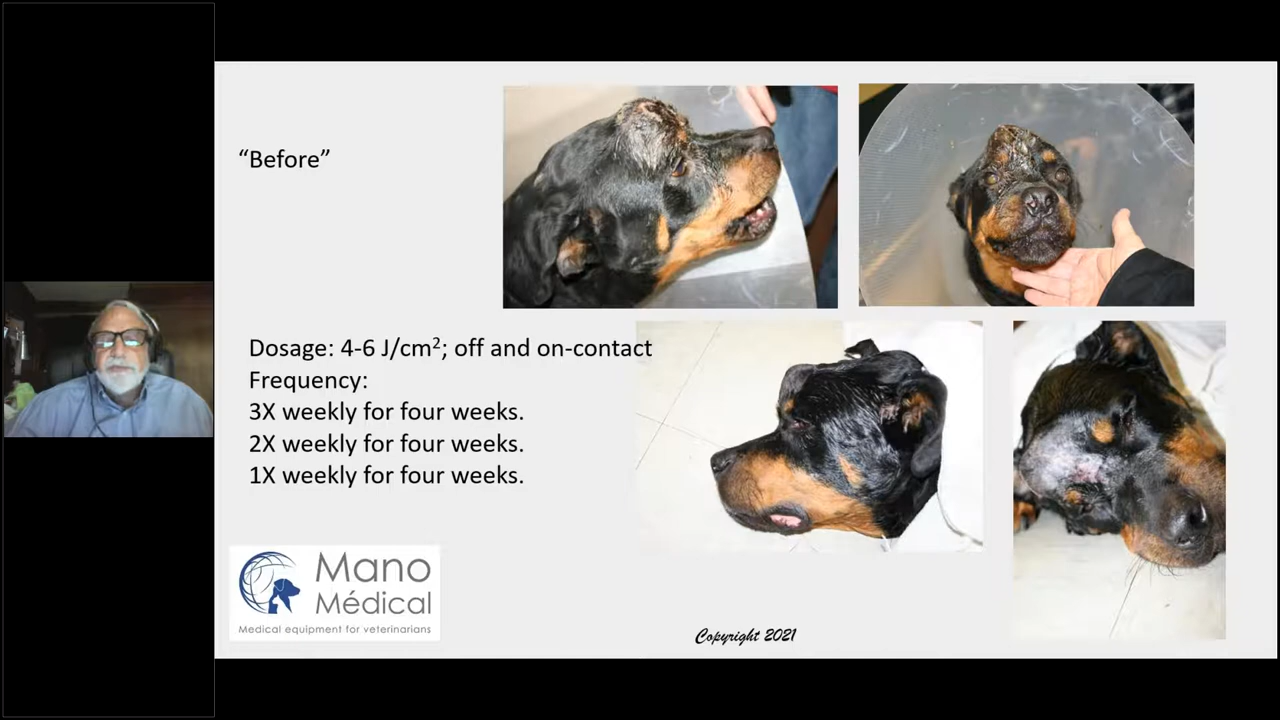 “Before”
Dosage: 4-6 J/cm²; off and on-contact
Frequency:
3X weekly for four weeks.
2X weekly for four weeks.
1X weekly for four weeks.
Mano
Médical
Medical equipment for veterinarians
Copyright 2021